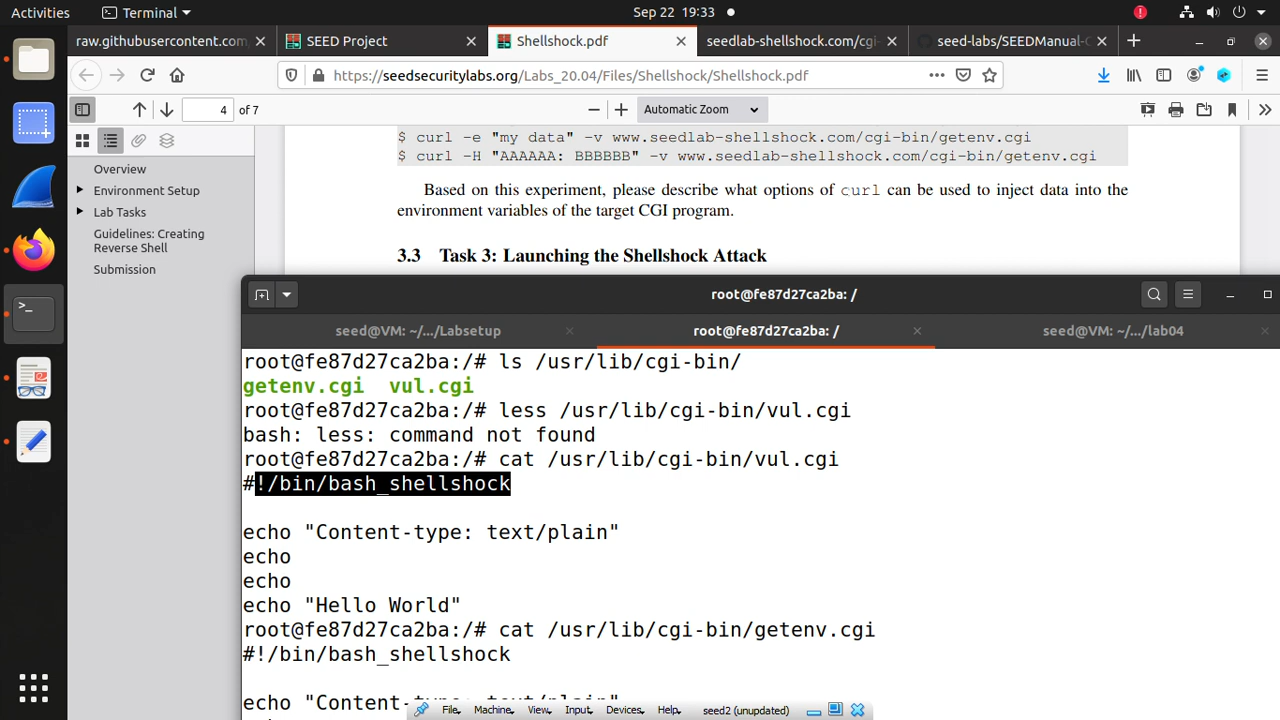 Activities
Terminal
Sep 22 19:33
raw.githubusercontent.com
SEED Project
Shellshock.pdf
seedlab-shellshock.com/cgi-
seed-labs/SEEDManual-
https://seedsecuritylabs.org/Labs_20.04/Files/Shellshock/Shellshock.pdf
4 of 7
Automatic Zoom
Overview
Environment Setup
Lab Tasks
Guidelines: Creating
Reverse Shell
Submission
$ curl -e "my data" -v www.seedlab-shellshock.com/cgi-bin/getenv.cgi
$ curl -H "AAAAAA: BBBBBB" -v www.seedlab-shellshock.com/cgi-bin/getenv.cgi
Based on this experiment, please describe what options of curl can be used to inject data into the
environment variables of the target CGI program.
3.3 Task 3: Launching the Shellshock Attack
root@fe87d27ca2ba: /
seed@VM: ~/.../Labsetup
root@fe87d27ca2ba: /
seed@VM: ~/.../lab04
root@fe87d27ca2ba:/# ls /usr/lib/cgi-bin/
getenv.cgi vul.cgi
root@fe87d27ca2ba:/# less /usr/lib/cgi-bin/vul.cgi
bash: less: command not found
root@fe87d27ca2ba:/# cat /usr/lib/cgi-bin/vul.cgi
#!/bin/bash_shellshock
echo "Content-type: text/plain"
echo
echo
echo "Hello World"
root@fe87d27ca2ba:/# cat /usr/lib/cgi-bin/getenv.cgi
#!/bin/bash_shellshock
echo "Content-type: text/plain"
File Machine View Input Devices Help seed2 (unupdated)